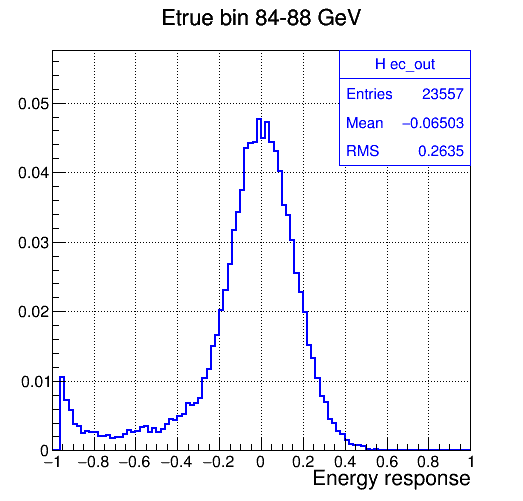 Etrue bin 84-88 GeV
H ec_out
Entries 23557
Mean −0.06503
RMS 0.2635
0.05
0.04
0.03
0.02
0.01
0
−1 −0.8 −0.6 −0.4 −0.2 0 0.2 0.4 0.6 0.8 1
Energy response